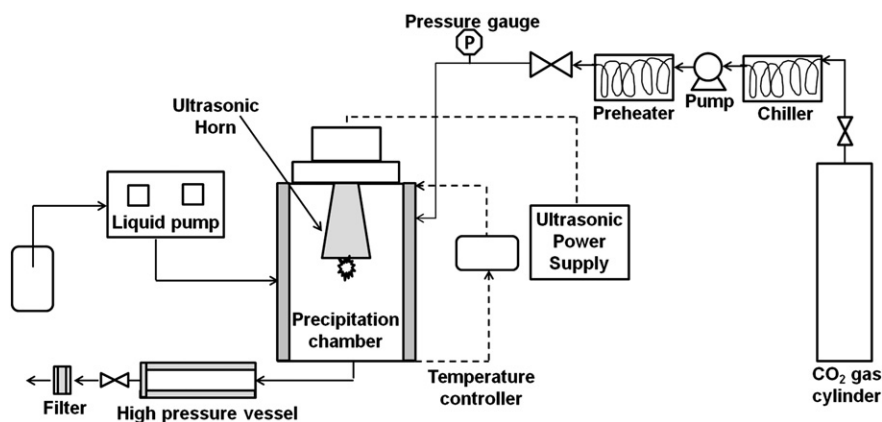 Pressure gauge
P
Ultrasonic
Horn
Preheater
Pump
Chiller
Liquid pump
Ultrasonic
Power
Supply
Precipitation
chamber
Temperature
controller
CO₂ gas
cylinder
Filter
High pressure vessel